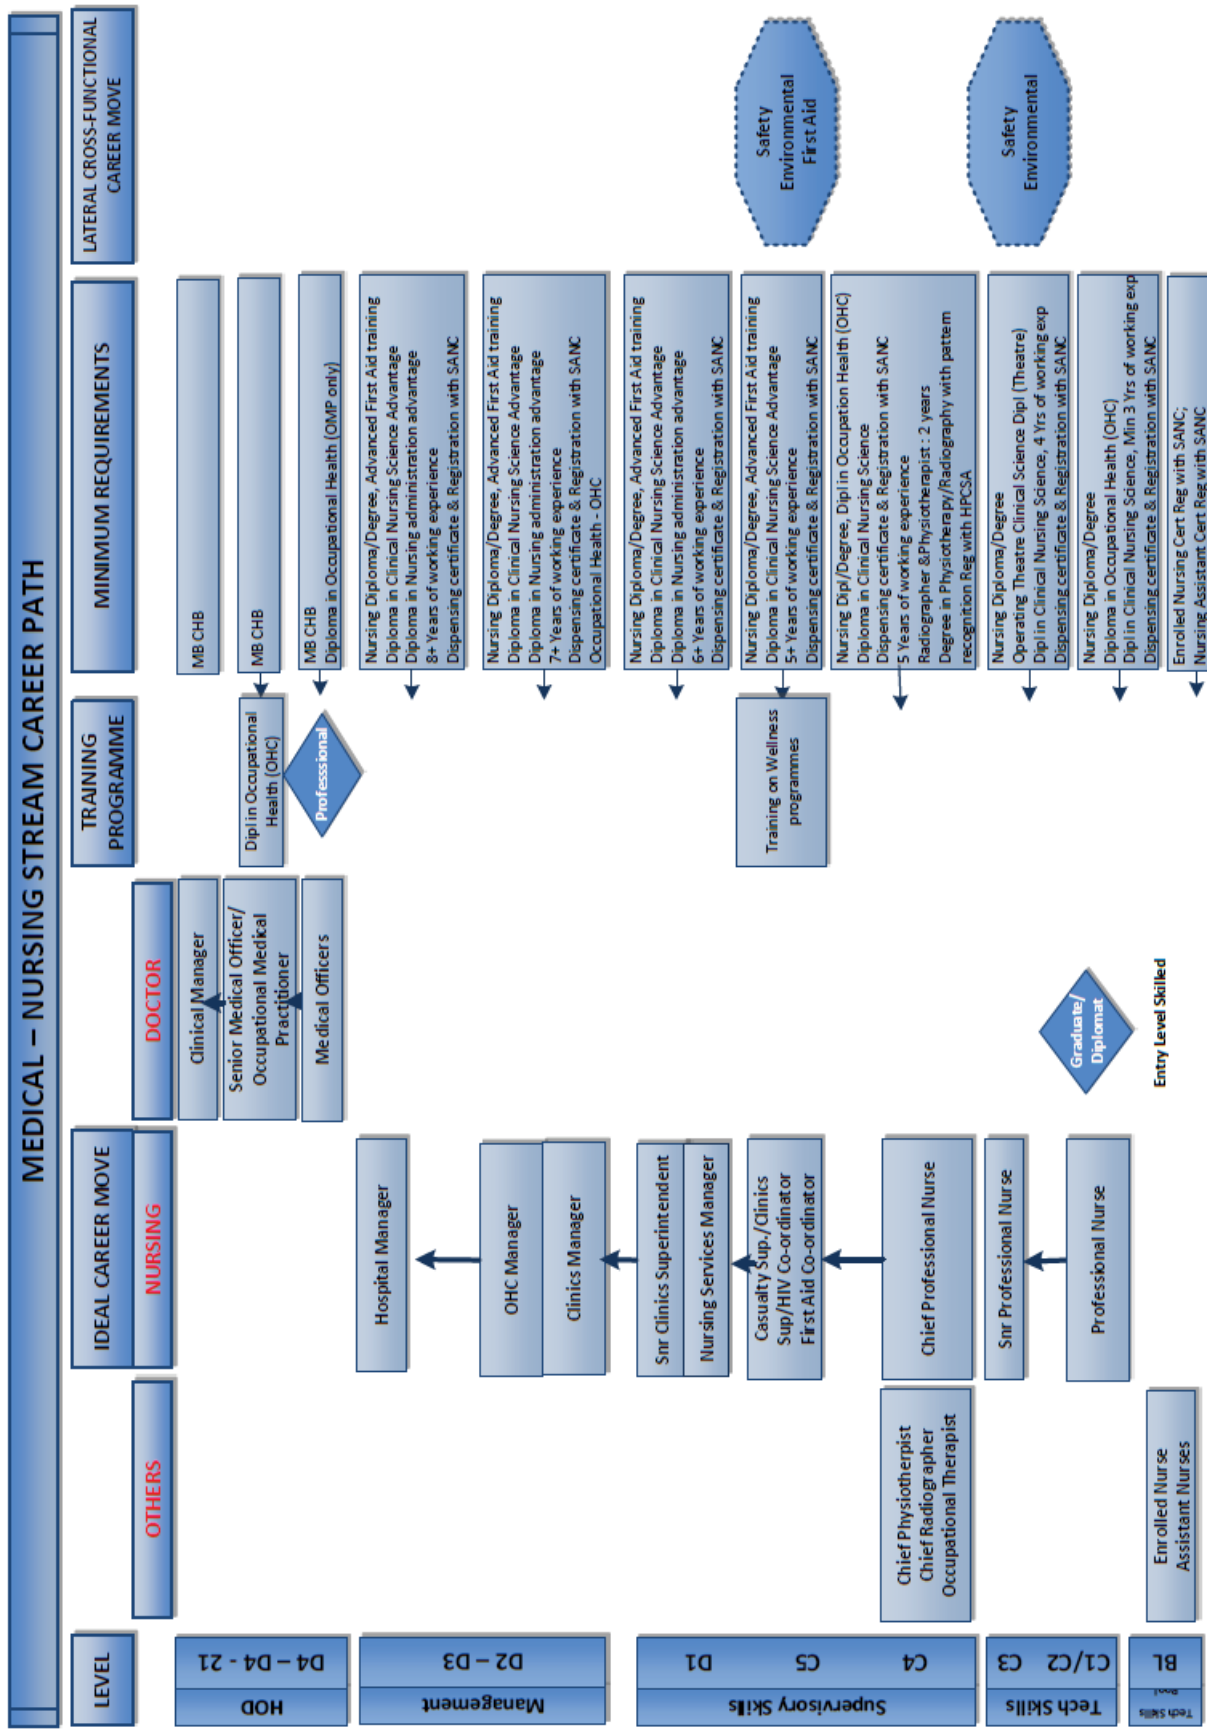 MEDICAL – NURSING STREAM CAREER PATH
LEVEL
IDEAL CAREER MOVE
TRAINING
PROGRAMME
MINIMUM REQUIREMENTS
LATERAL CROSS-FUNCTIONAL
CAREER MOVE
OTHERS
NURSING
DOCTOR
HOD
D4 – D4 - 21
Clinical Manager
MB CHB
Senior Medical Officer/
Occupational Medical
Practitioner
Dipl in Occupational
Health (OHC)
MB CHB
Medical Officers
Professsional
MB CHB
Diploma in Occupational Health (OMP only)
Management
D2 – D3
Hospital Manager
Nursing Diploma/Degree, Advanced First Aid training
Diploma in Clinical Nursing Science Advantage
Diploma in Nursing administration advantage
8+ Years of working experience
Dispensing certificate & Registration with SANC
OHC Manager
Clinics Manager
Nursing Diploma/Degree, Advanced First Aid training
Diploma in Clinical Nursing Science Advantage
Diploma in Nursing administration advantage
7+ Years of working experience
Dispensing certificate & Registration with SANC
Occupational Health - OHC
Supervisory Skills
D1
Snr Clinics Superintendent
Nursing Services Manager
Nursing Diploma/Degree, Advanced First Aid training
Diploma in Clinical Nursing Science Advantage
Diploma in Nursing administration advantage
6+ Years of working experience
Dispensing certificate & Registration with SANC
C5
Casualty Sup./Clinics
Sup/HIV Co-ordinator
First Aid Co-ordinator
Training on Wellness
programmes
Nursing Diploma/Degree, Advanced First Aid training
Diploma in Clinical Nursing Science Advantage
5+ Years of working experience
Dispensing certificate & Registration with SANC
Safety
Environmental
First Aid
C4
Chief Physiotherpist
Chief Radiographer
Occupational Therapist
Chief Professional Nurse
Nursing Dipl/Degree, Dipl in Occupation Health (OHC)
Diploma in Clinical Nursing Science
Dispensing certificate & Registration with SANC
5 Years of working experience
Radiographer &Physiotherapist : 2 years
Degree in Physiotherapy/Radiography with pattem
recognition Reg with HPCSA
Tech Skills
C3
Snr Professional Nurse
Nursing Diploma/Degree
Operating Theatre Clinical Science Dipl (Theatre)
Dipl in Clinical Nursing Science, 4 Yrs of working exp
Dispensing certificate & Registration with SANC
Safety
Environmental
C1/C2
Professional Nurse
Graduate/
Diplomat
Nursing Diploma/Degree
Diploma in Occupational Health (OHC)
Dipl in Clinical Nursing Science, Min 3 Yrs of working exp
Dispensing certificate & Registration with SANC
Tech Skills
BL
Enrolled Nurse
Assistant Nurses
Entry Level Skilled
Enrolled Nursing Cert Reg with SANC;
Nursing Assistant Cert Reg with SANC